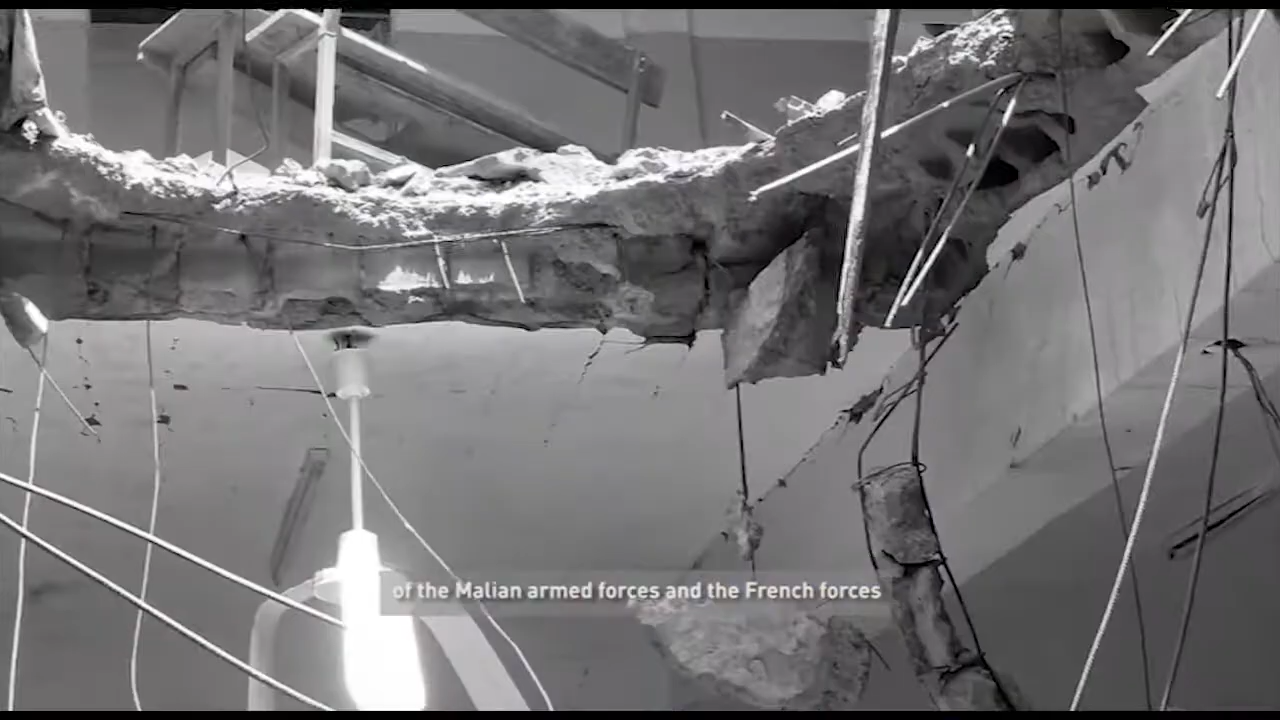 of the Malian armed forces and the French forces